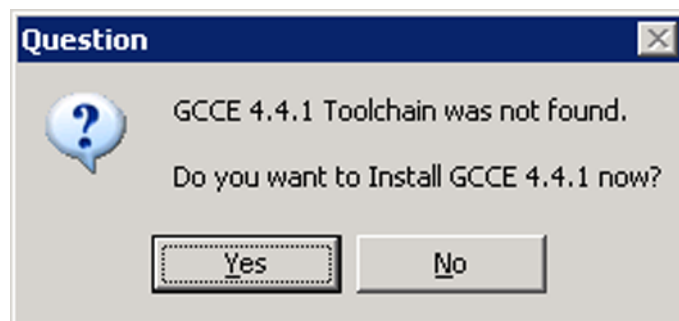 Question
GCCE 4.4.1 Toolchain was not found.
Do you want to Install GCCE 4.4.1 now?
Yes
No